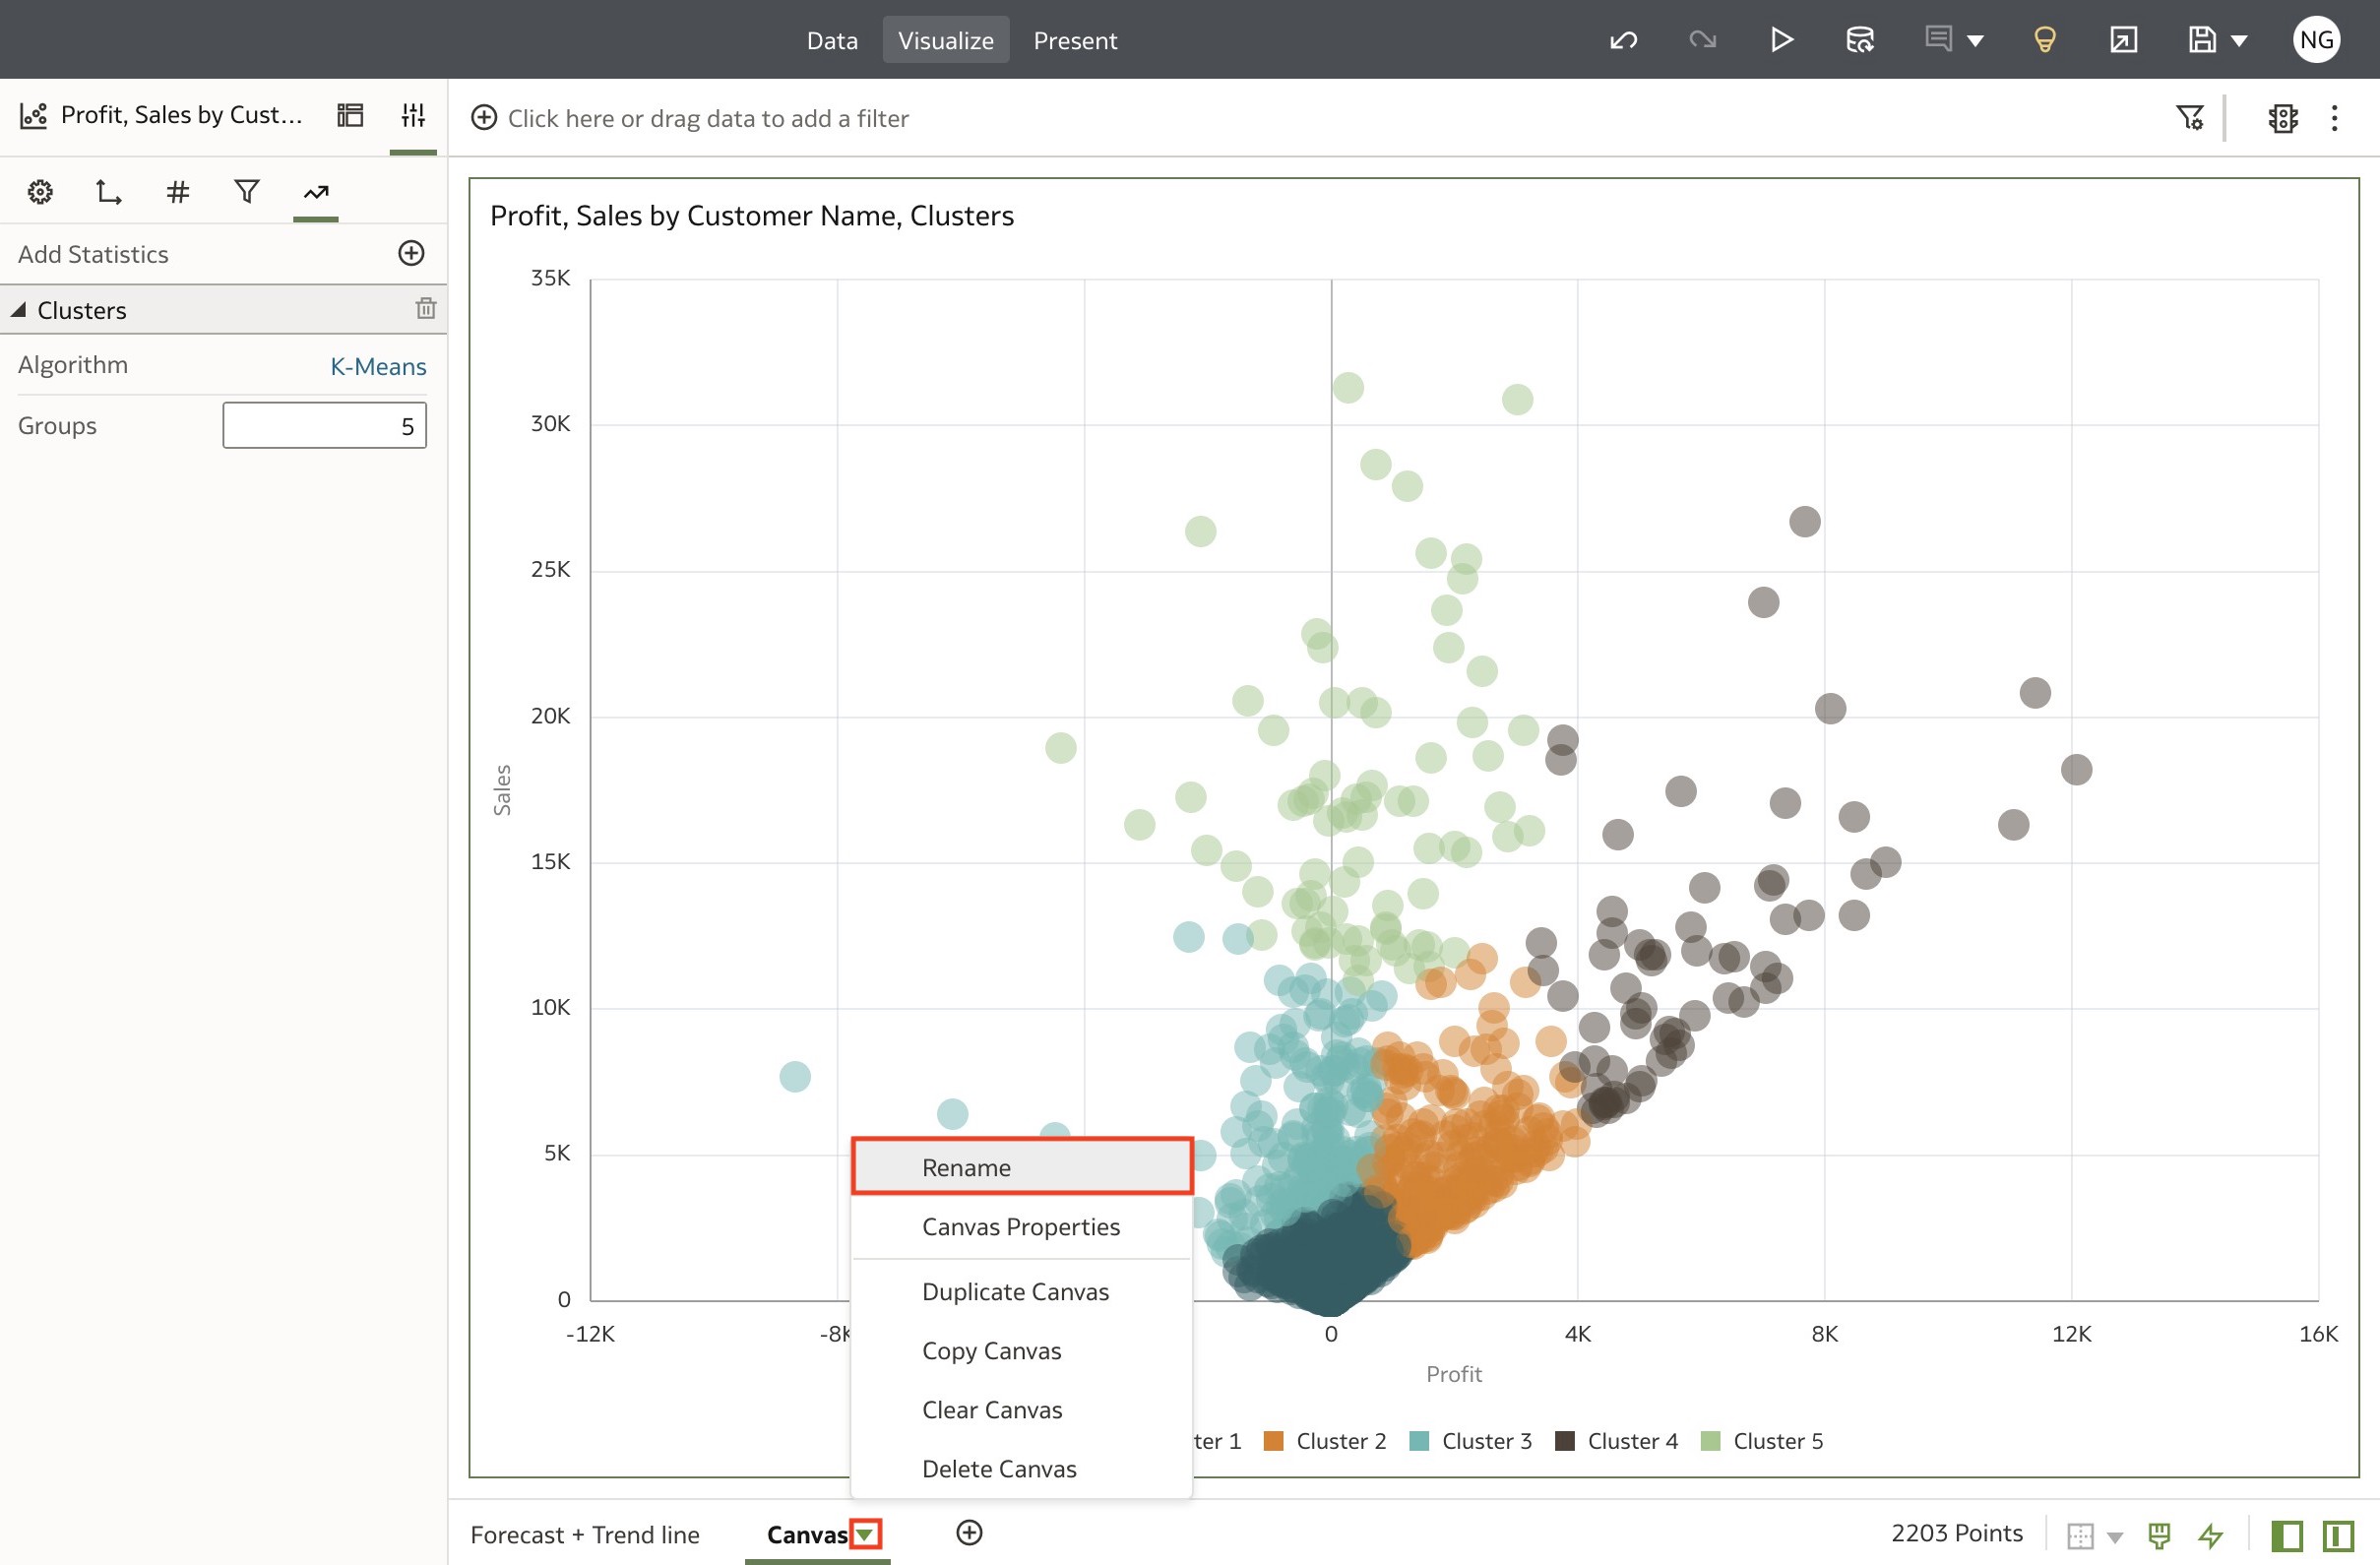 Data Visualize Present NG
Profit, Sales by Cust...
Click here or drag data to add a filter
Add Statistics
Clusters
Algorithm K-Means
Groups 5
Profit, Sales by Customer Name, Clusters
35K
30K
25K
20K
15K
10K
5K
0
Sales
-12K -8K 0 4K 8K 12K 16K
Profit
Rename
Canvas Properties
Duplicate Canvas
Copy Canvas
Clear Canvas
Delete Canvas
ter 1 Cluster 2 Cluster 3 Cluster 4 Cluster 5
Forecast + Trend line Canvas 2203 Points